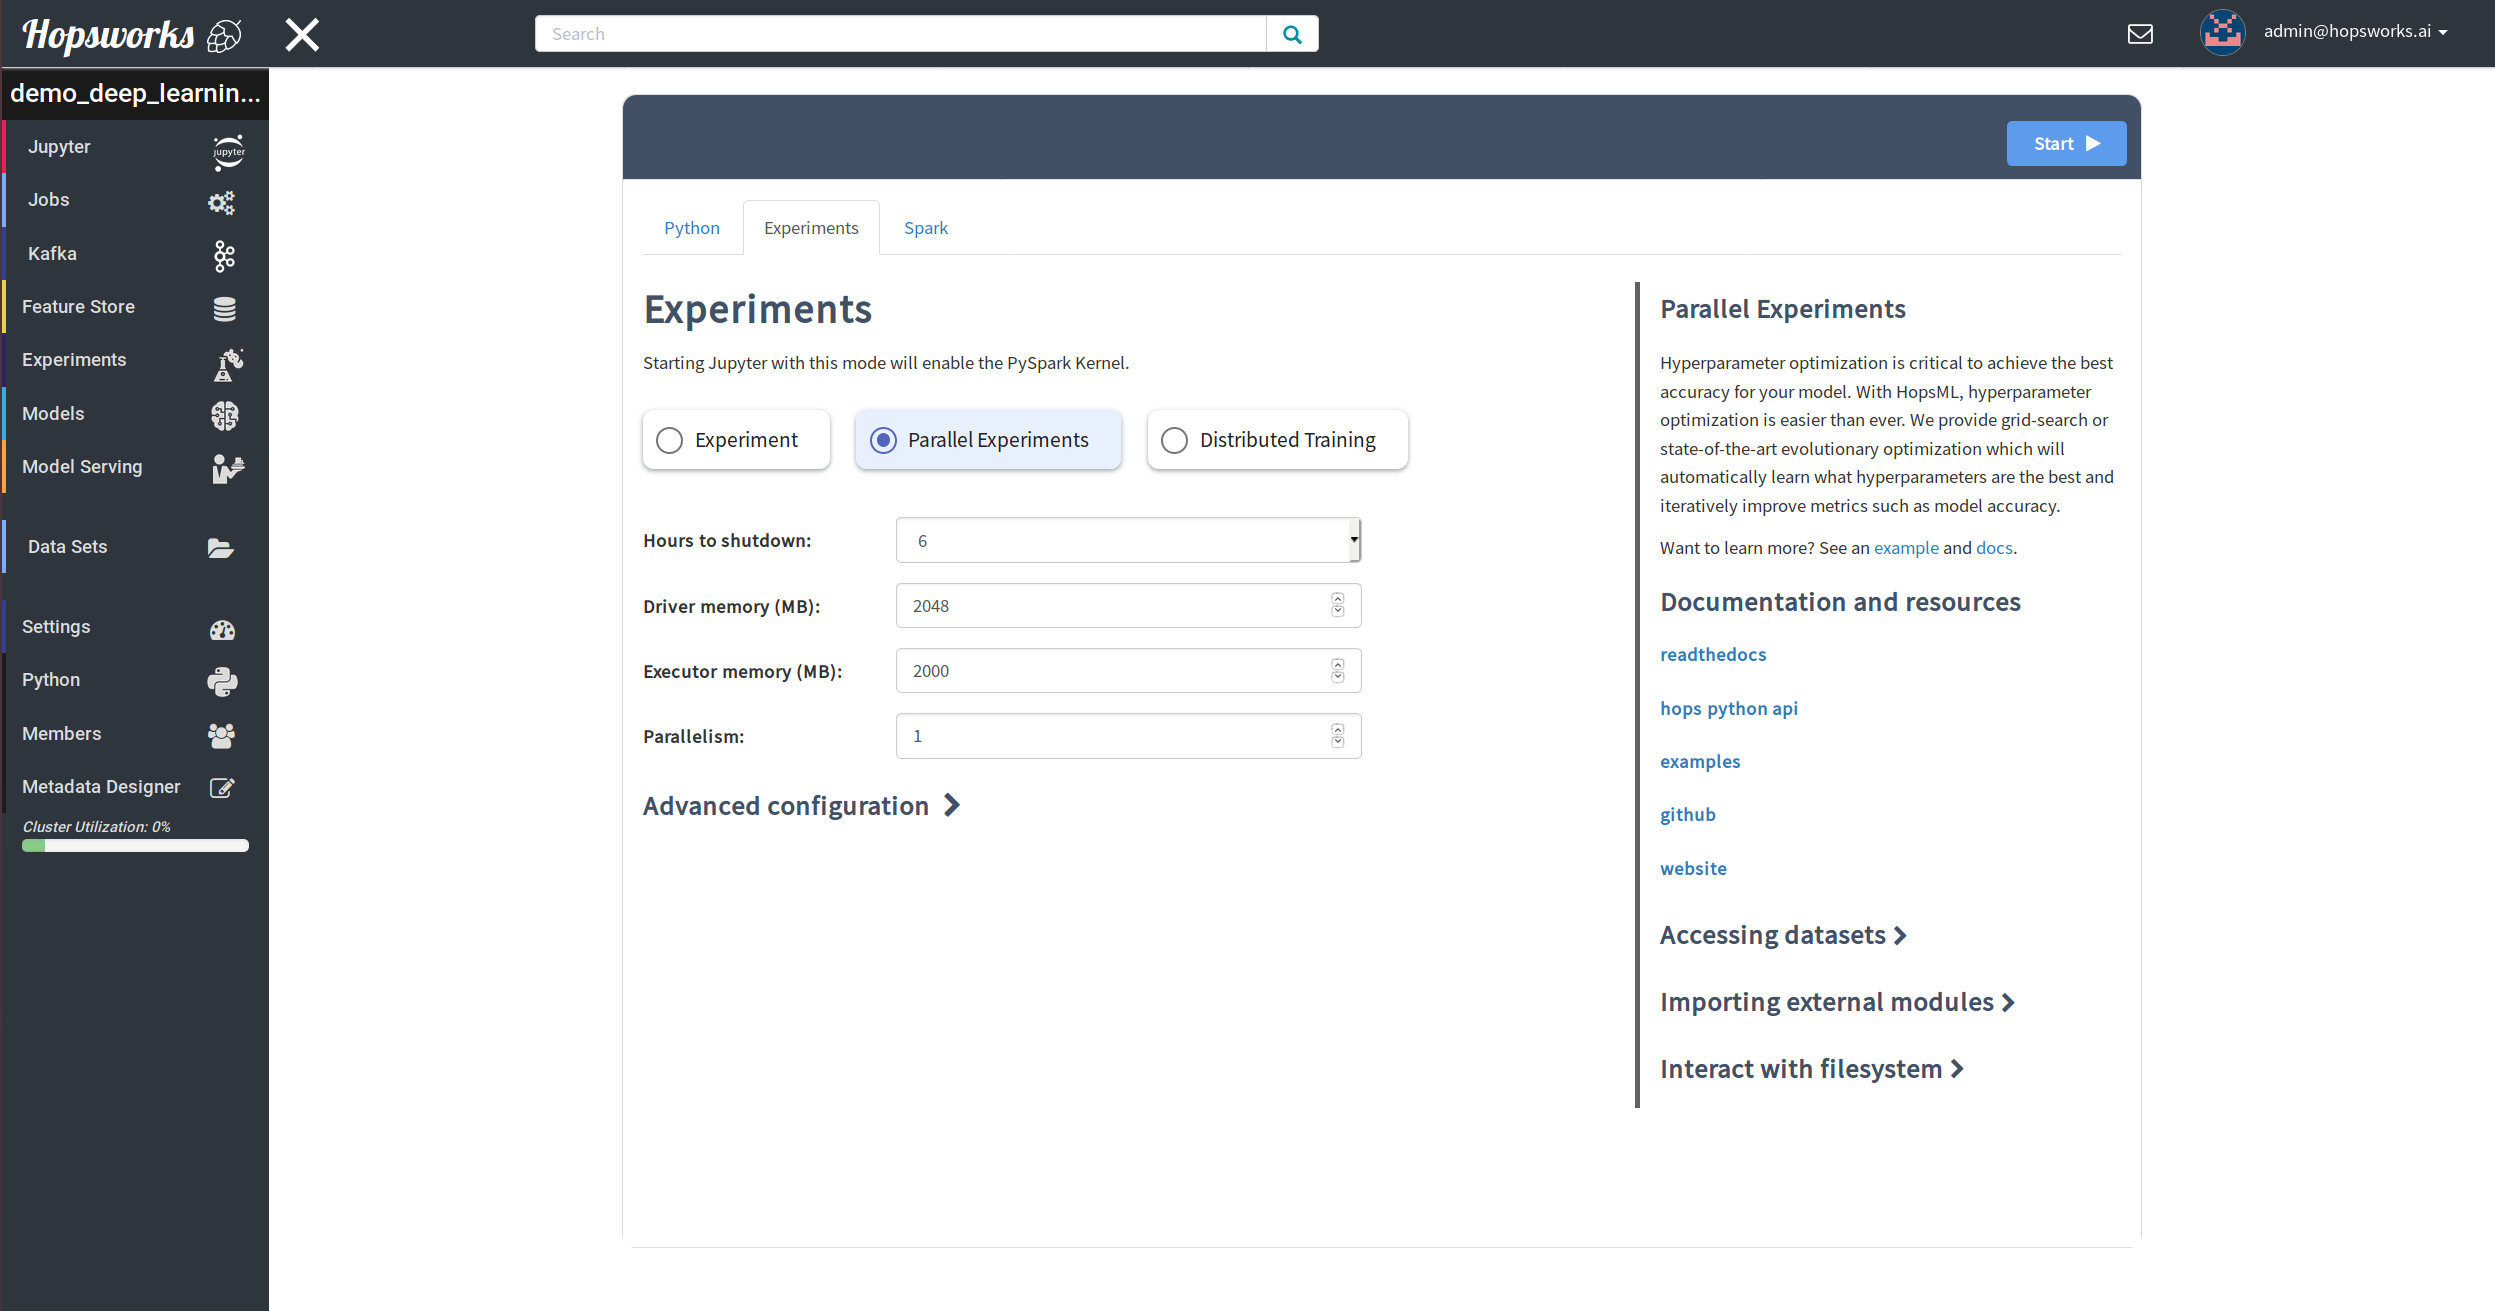 Hopsworks
Search
admin@hopsworks.ai
demo_deep_learnin...
Jupyter
jupyter
Jobs
Kafka
Feature Store
Experiments
Models
Model Serving
Data Sets
Settings
Python
Members
Metadata Designer
Cluster Utilization: 0%
Start
Python
Experiments
Spark
Experiments
Starting Jupyter with this mode will enable the PySpark Kernel.
Experiment
Parallel Experiments
Distributed Training
Hours to shutdown:
6
Driver memory (MB):
2048
Executor memory (MB):
2000
Parallelism:
1
Advanced configuration
Parallel Experiments
Hyperparameter optimization is critical to achieve the best
accuracy for your model. With HopsML, hyperparameter
optimization is easier than ever. We provide grid-search or
state-of-the-art evolutionary optimization which will
automatically learn what hyperparameters are the best and
iteratively improve metrics such as model accuracy.
Want to learn more? See an example and docs.
Documentation and resources
readthedocs
hops python api
examples
github
website
Accessing datasets
Importing external modules
Interact with filesystem